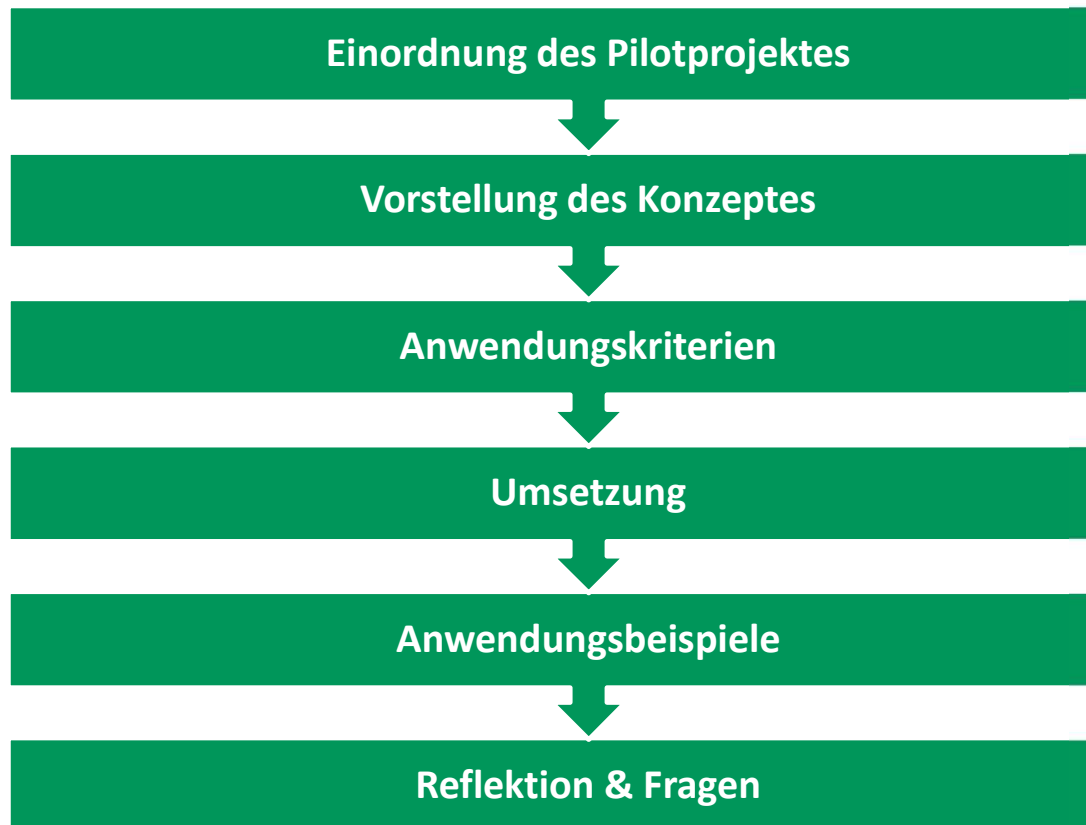 Einordnung des Pilotprojektes
Vorstellung des Konzeptes
Anwendungskriterien
Umsetzung
Anwendungsbeispiele
Reflektion & Fragen